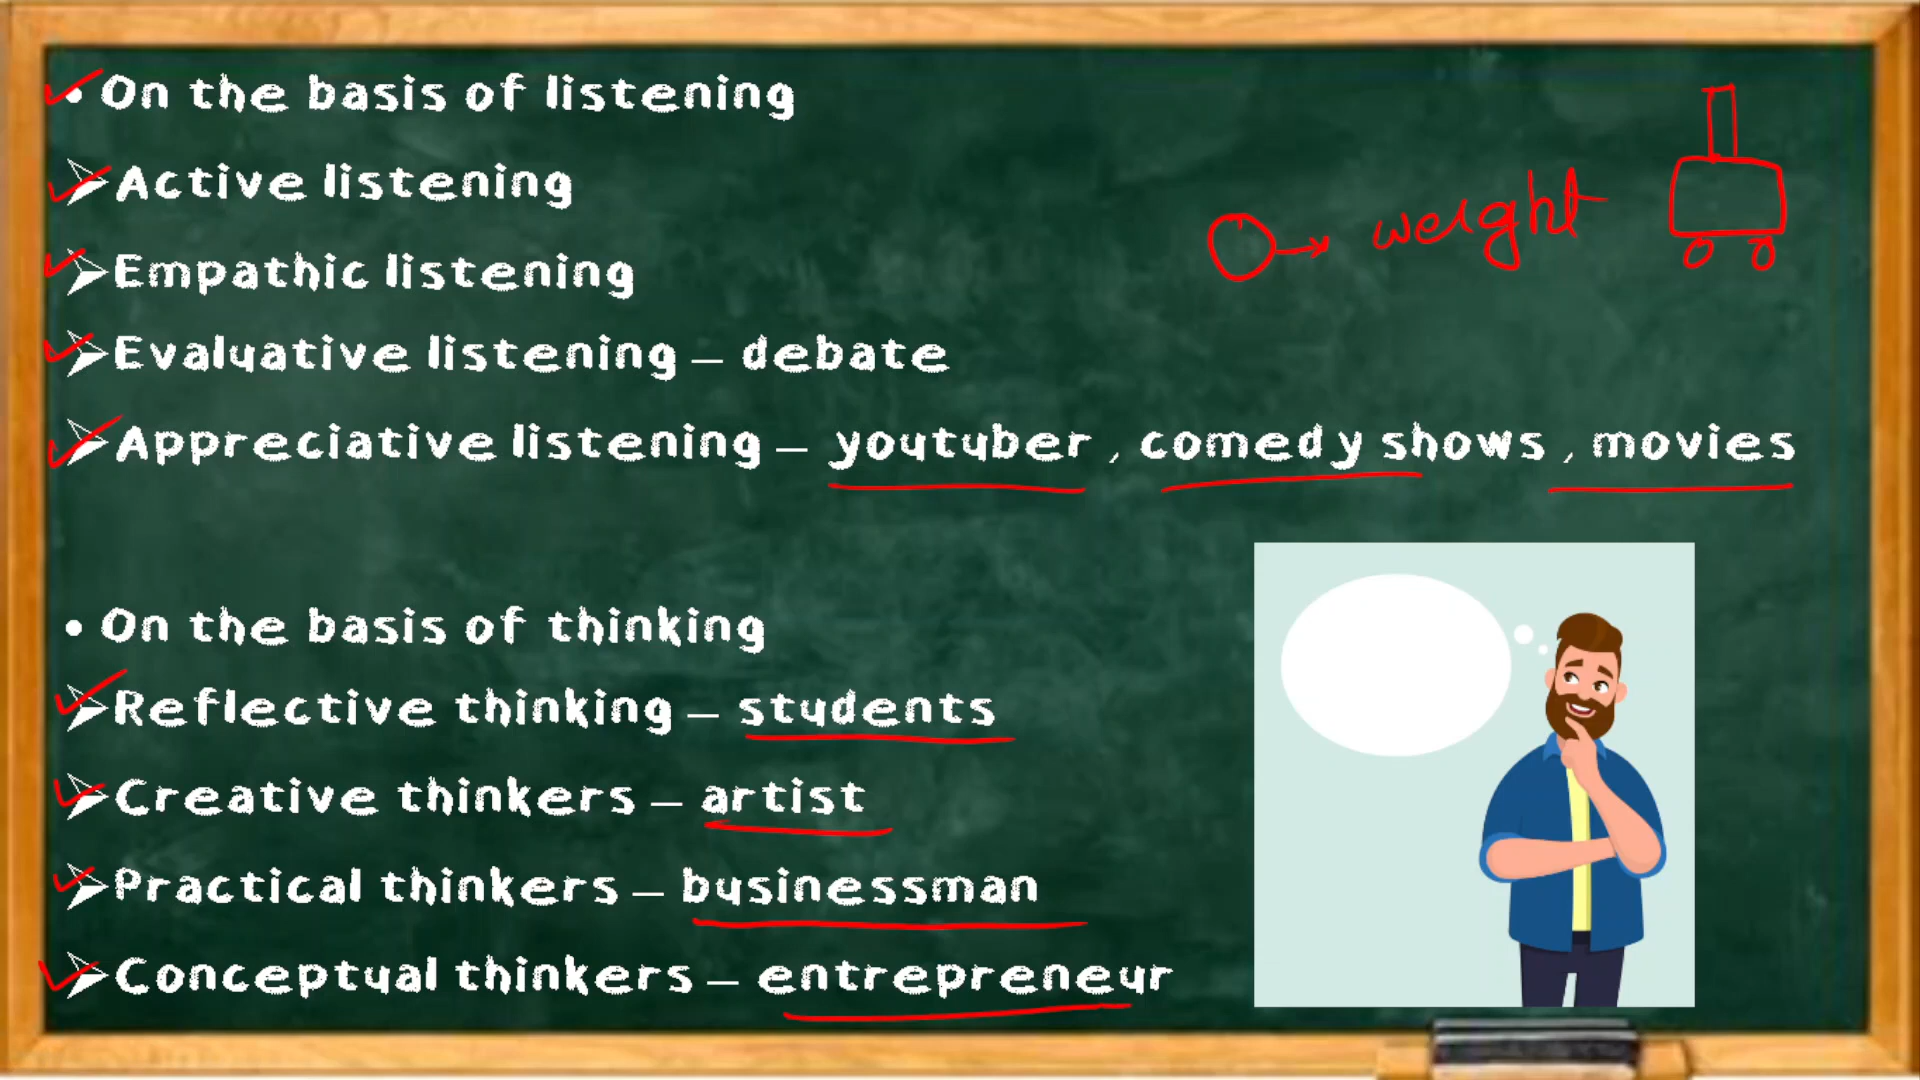 • On the basis of listening
➢Active listening
➢Empathic listening
weight
➢Evaluative listening – debate
➢Appreciative listening – youtuber , comedy shows , movies
• On the basis of thinking
➢Reflective thinking – students
➢Creative thinkers – artist
➢Practical thinkers – businessman
➢Conceptual thinkers – entrepreneur